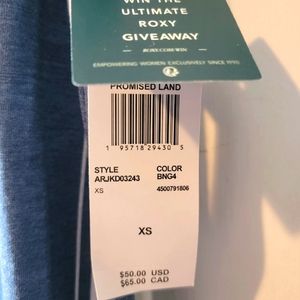 WIN THE
ULTIMATE
ROXY
GIVEAWAY
ROXY.COM/WIN
EMPOWERING WOMEN EXCLUSIVELY SINCE 1990
PROMISED LAND
1 95718 29430 5
STYLE COLOR
ARJKD03243 BNG4
XS 4500791806
XS
$50.00 USD
$65.00 CAD